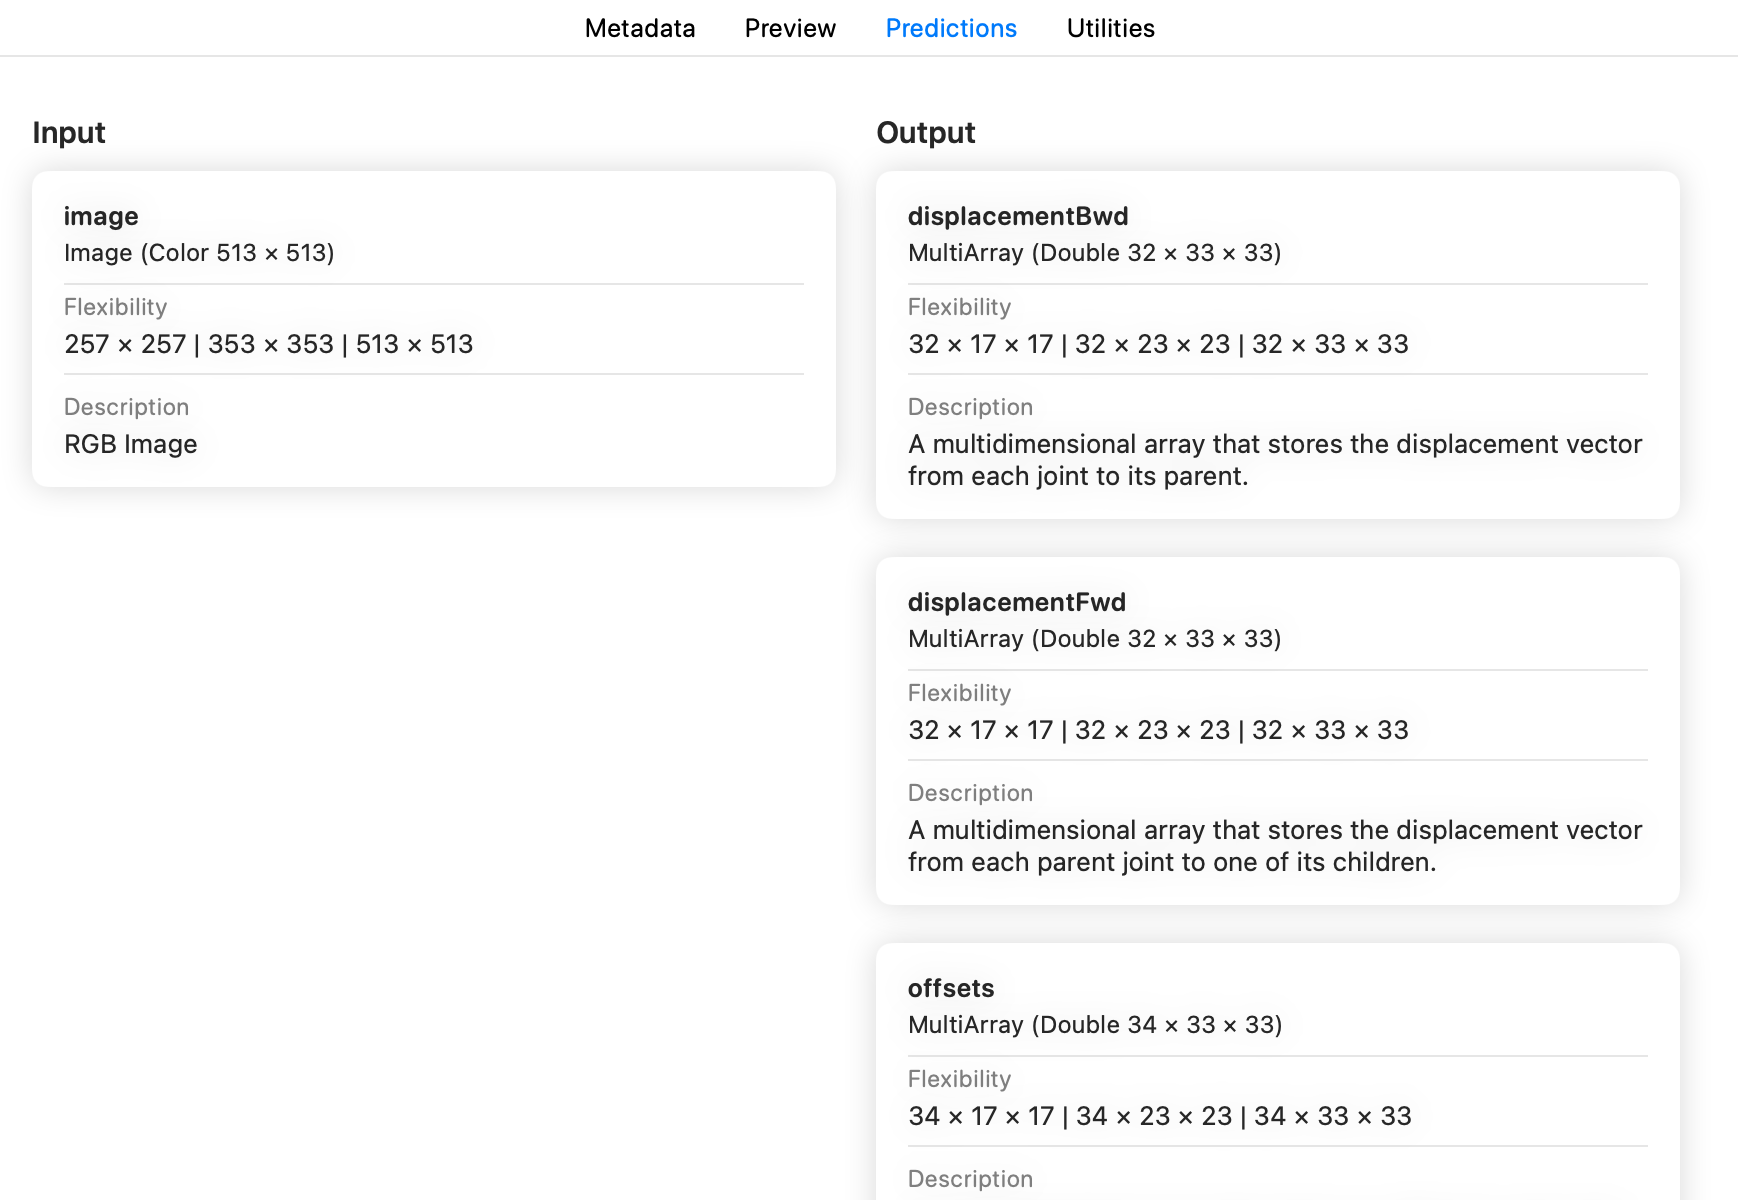 Metadata Preview Predictions Utilities
Input
image
Image (Color 513 × 513)
Flexibility
257 × 257 | 353 × 353 | 513 × 513
Description
RGB Image
Output
displacementBwd
MultiArray (Double 32 × 33 × 33)
Flexibility
32 × 17 × 17 | 32 × 23 × 23 | 32 × 33 × 33
Description
A multidimensional array that stores the displacement vector
from each joint to its parent.
displacementFwd
MultiArray (Double 32 × 33 × 33)
Flexibility
32 × 17 × 17 | 32 × 23 × 23 | 32 × 33 × 33
Description
A multidimensional array that stores the displacement vector
from each parent joint to one of its children.
offsets
MultiArray (Double 34 × 33 × 33)
Flexibility
34 × 17 × 17 | 34 × 23 × 23 | 34 × 33 × 33
Description